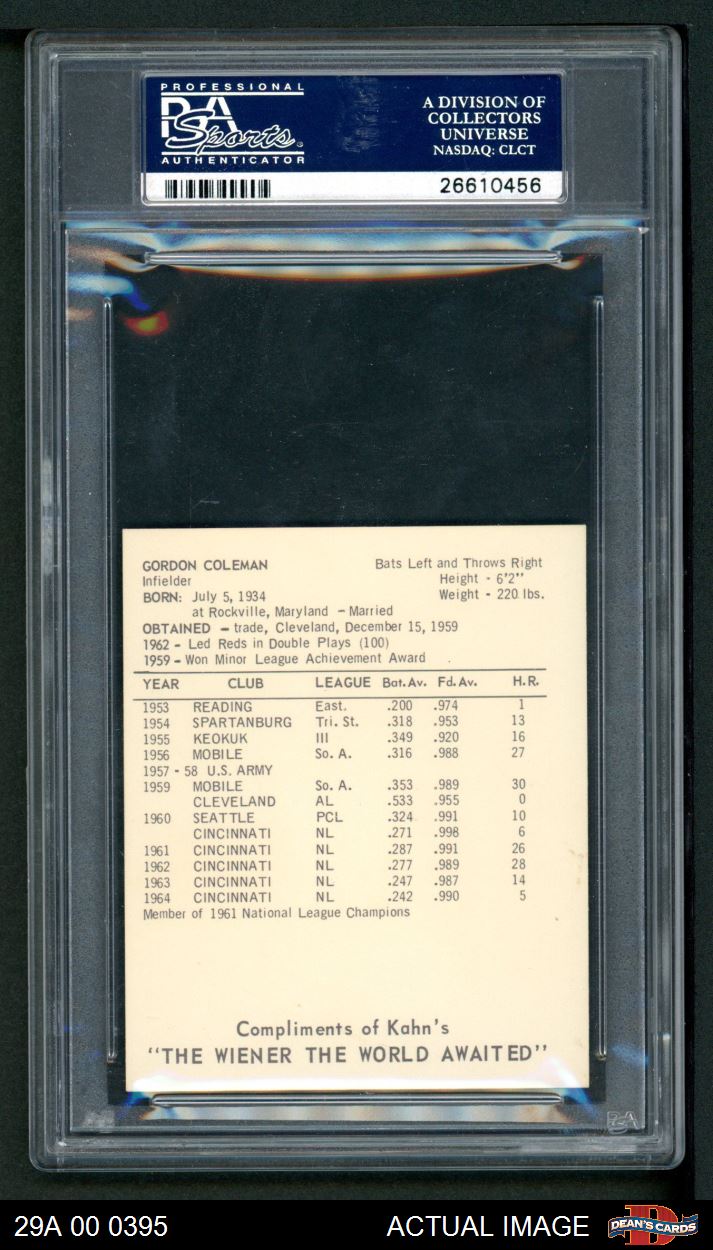 PROFESSIONAL
PSA
Sports
AUTHENTICATOR
A DIVISION OF
COLLECTORS
UNIVERSE
NASDAQ: CLCT
26610456
GORDON COLEMAN Bats Left and Throws Right
Infielder Height - 6'2"
BORN: July 5, 1934 Weight - 220 lbs.
at Rockville, Maryland - Married
OBTAINED - trade, Cleveland, December 15, 1959
1962 - Led Reds in Double Plays (100)
1959 - Won Minor League Achievement Award
YEAR CLUB LEAGUE Bat.Av. Fd.Av. H.R.
1953 READING East. .200 .974 1
1954 SPARTANBURG Tri. St. .318 .953 13
1955 KEOKUK III .349 .920 16
1956 MOBILE So. A. .316 .988 27
1957 - 58 U.S. ARMY
1959 MOBILE So. A. .353 .989 30
CLEVELAND AL .533 .955 0
1960 SEATTLE PCL .324 .991 10
CINCINNATI NL .271 .998 6
1961 CINCINNATI NL .287 .991 26
1962 CINCINNATI NL .277 .989 28
1963 CINCINNATI NL .247 .987 14
1964 CINCINNATI NL .242 .990 5
Member of 1961 National League Champions
Compliments of Kahn's
"THE WIENER THE WORLD AWAITED"
PSA
29A 00 0395 ACTUAL IMAGE DEAN'S CARDS